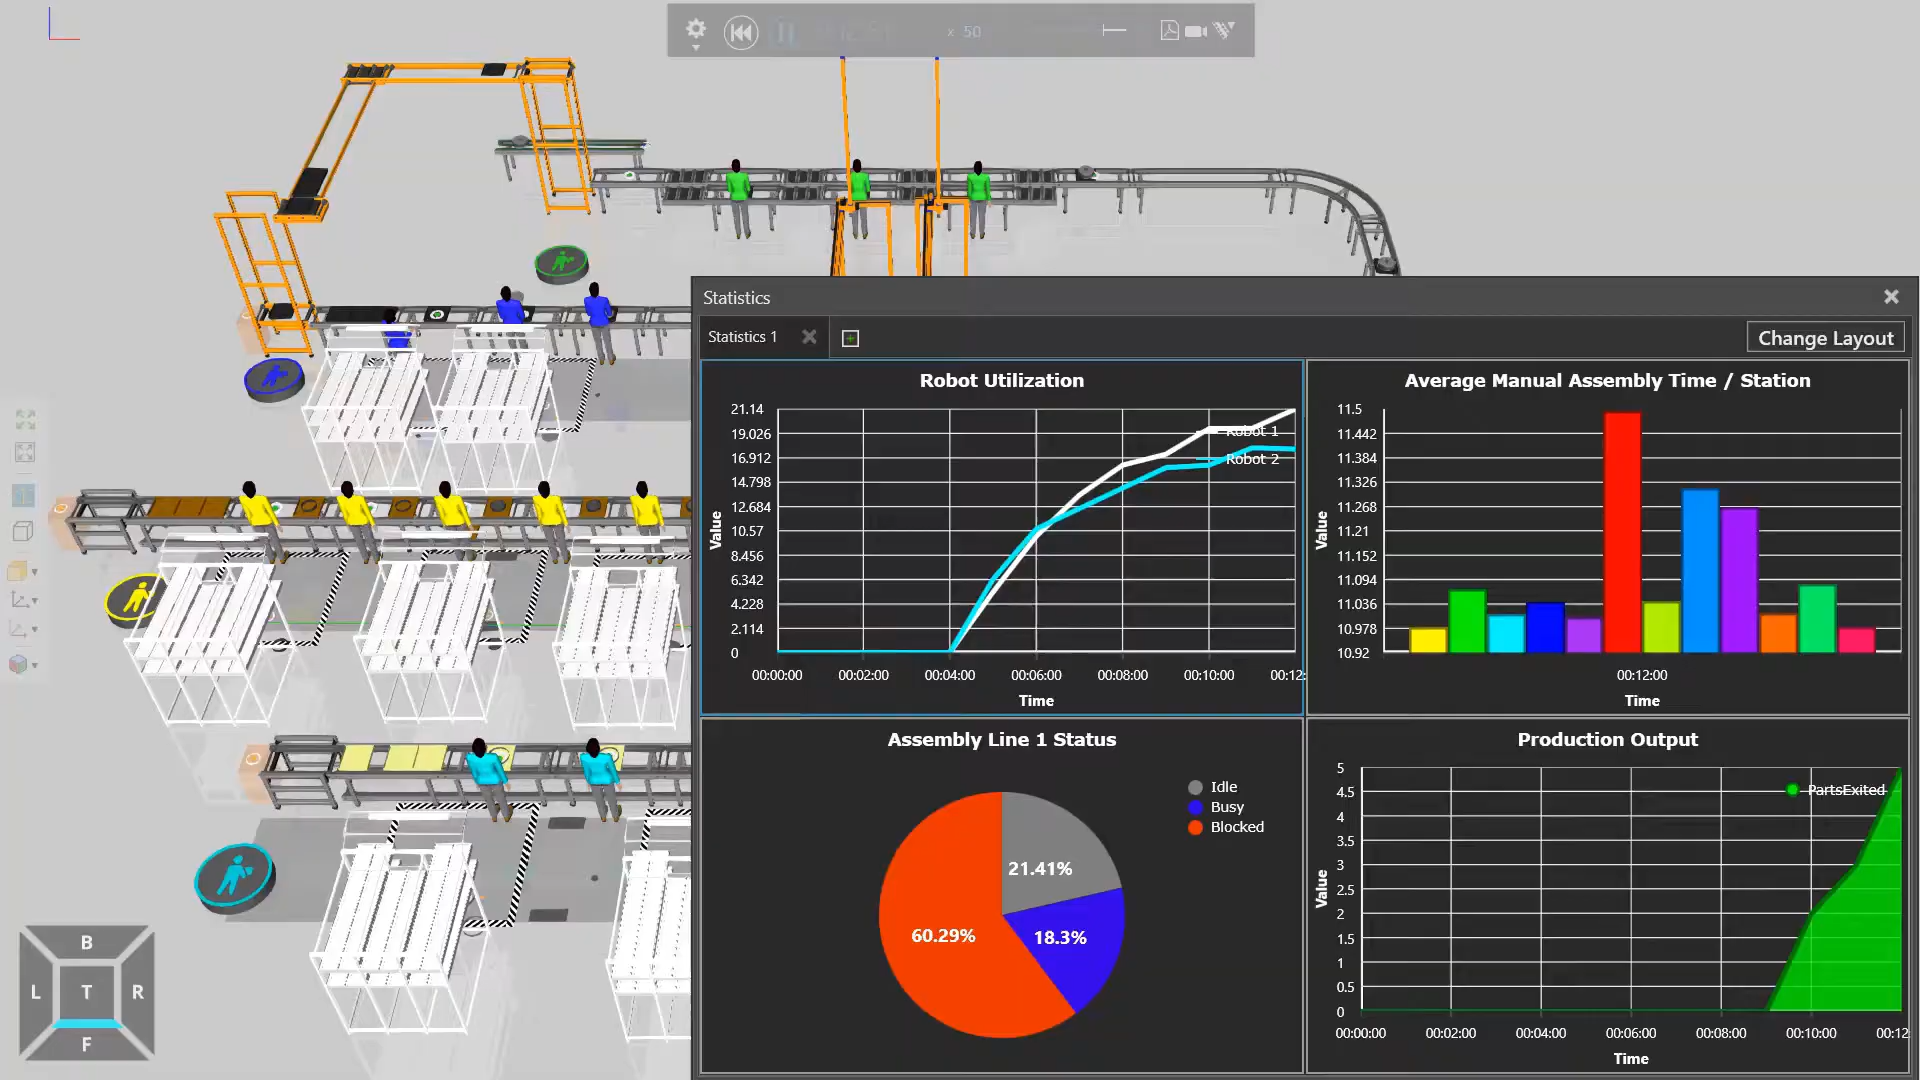 x 50
Statistics
Statistics 1
Change Layout
Robot Utilization
21.14
19.026
16.912
14.798
12.684
10.57
8.456
6.342
4.228
2.114
0
Value
Robot 1
Robot 2
00:00:00 00:02:00 00:04:00 00:06:00 00:08:00 00:10:00 00:12:
Time
Average Manual Assembly Time / Station
11.5
11.442
11.384
11.326
11.268
11.21
11.152
11.094
11.036
10.978
10.92
Value
00:12:00
Time
Assembly Line 1 Status
Idle
Busy
Blocked
21.41%
60.29%
18.3%
Production Output
5
4.5
4
3.5
3
2.5
2
1.5
1
0.5
0
Value
PartsExited
00:00:00 00:02:00 00:04:00 00:06:00 00:08:00 00:10:00 00:12
Time
B
L T R
F